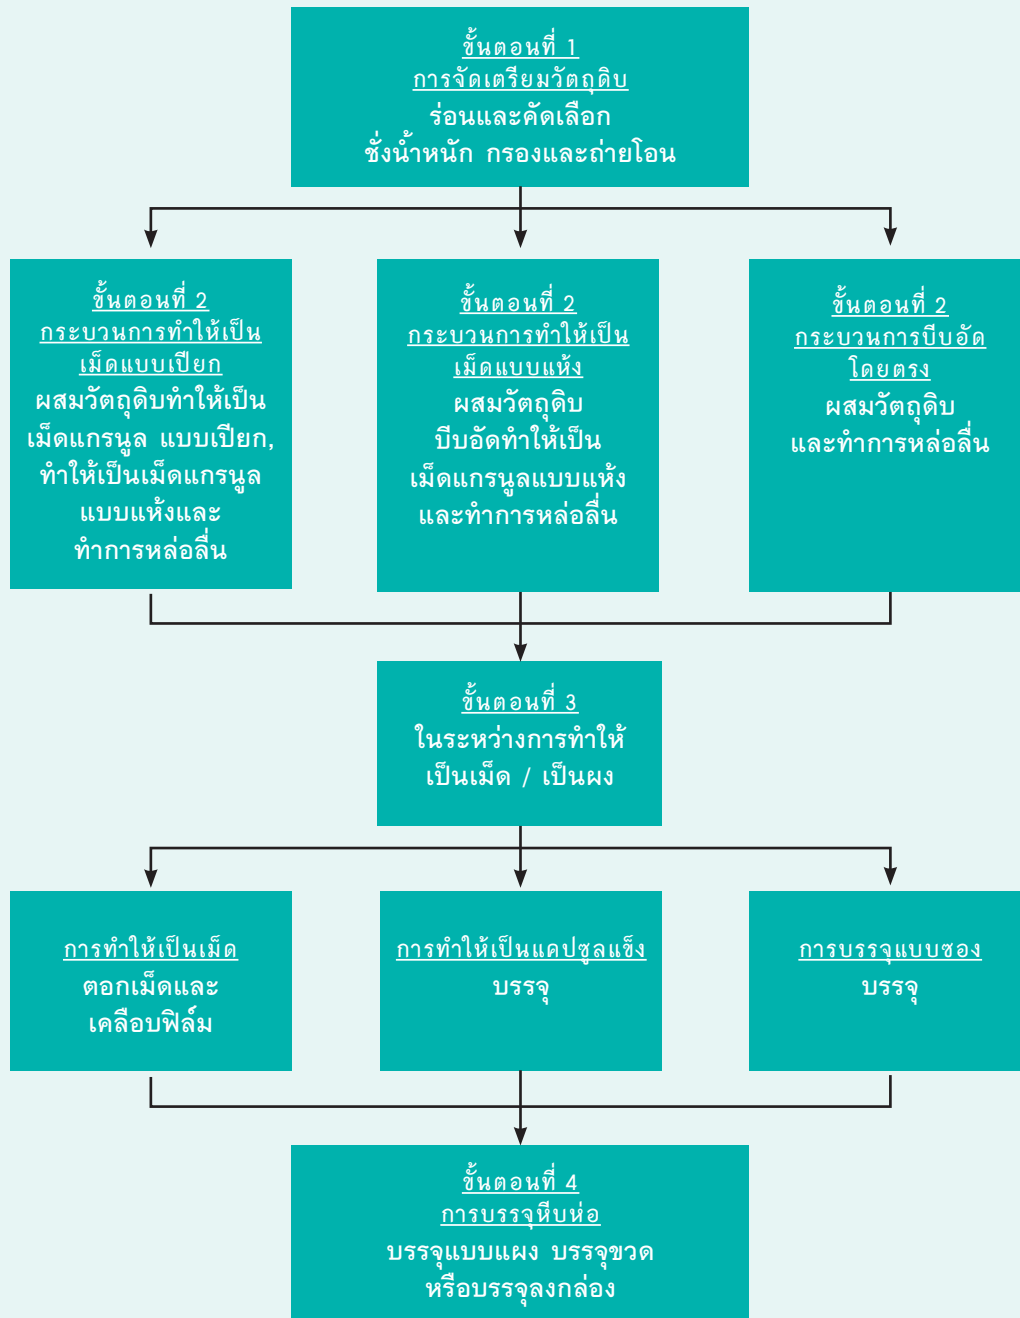 ขั้นตอนที่ 1
การจัดเตรียมวัตถุดิบ
ร่อนและคัดเลือก
ชั่งน้ำหนัก กรองและถ่ายโอน
ขั้นตอนที่ 2
กระบวนการทำให้เป็น
เม็ดแบบเปียก
ผสมวัตถุดิบทำให้เป็น
เม็ดแกรนูล แบบเปียก,
ทำให้เป็นเม็ดแกรนูล
แบบแห้งและ
ทำการหล่อลื่น
ขั้นตอนที่ 2
กระบวนการทำให้เป็น
เม็ดแบบแห้ง
ผสมวัตถุดิบ
บีบอัดทำให้เป็น
เม็ดแกรนูลแบบแห้ง
และทำการหล่อลื่น
ขั้นตอนที่ 2
กระบวนการบีบอัด
โดยตรง
ผสมวัตถุดิบ
และทำการหล่อลื่น
ขั้นตอนที่ 3
ในระหว่างการทำให้
เป็นเม็ด / เป็นผง
การทำให้เป็นเม็ด
ตอกเม็ดและ
เคลือบฟิล์ม
การทำให้เป็นแคปซูลแข็ง
บรรจุ
การบรรจุแบบซอง
บรรจุ
ขั้นตอนที่ 4
การบรรจุหีบห่อ
บรรจุแบบแผง บรรจุขวด
หรือบรรจุลงกล่อง